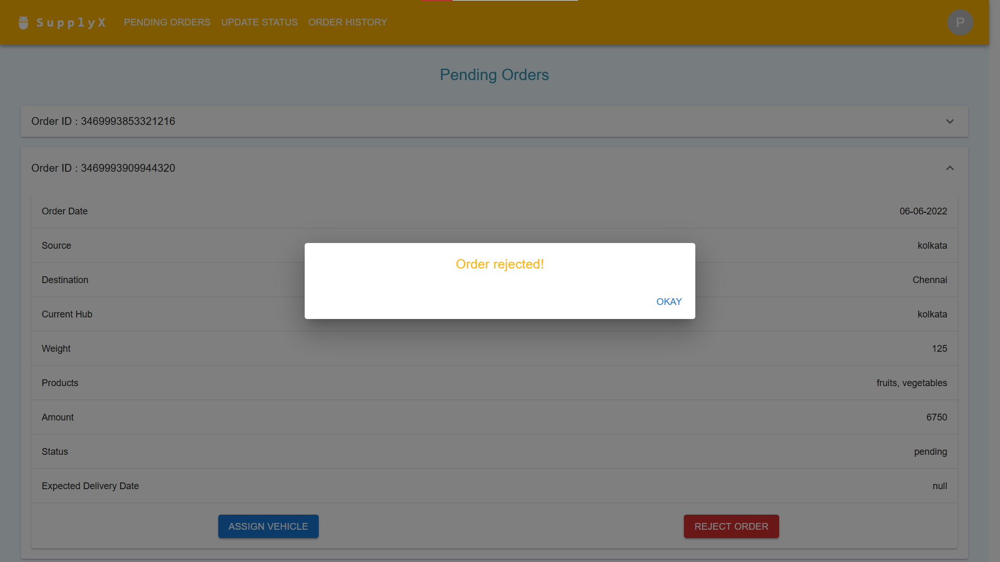 SupplyX PENDING ORDERS UPDATE STATUS ORDER HISTORY P
Pending Orders
Order ID : 3469993853321216
Order ID : 3469993909944320
Order Date 06-06-2022
Source kolkata
Order rejected!
Destination Chennai
OKAY
Current Hub kolkata
Weight 125
Products fruits, vegetables
Amount 6750
Status pending
Expected Delivery Date null
ASSIGN VEHICLE REJECT ORDER